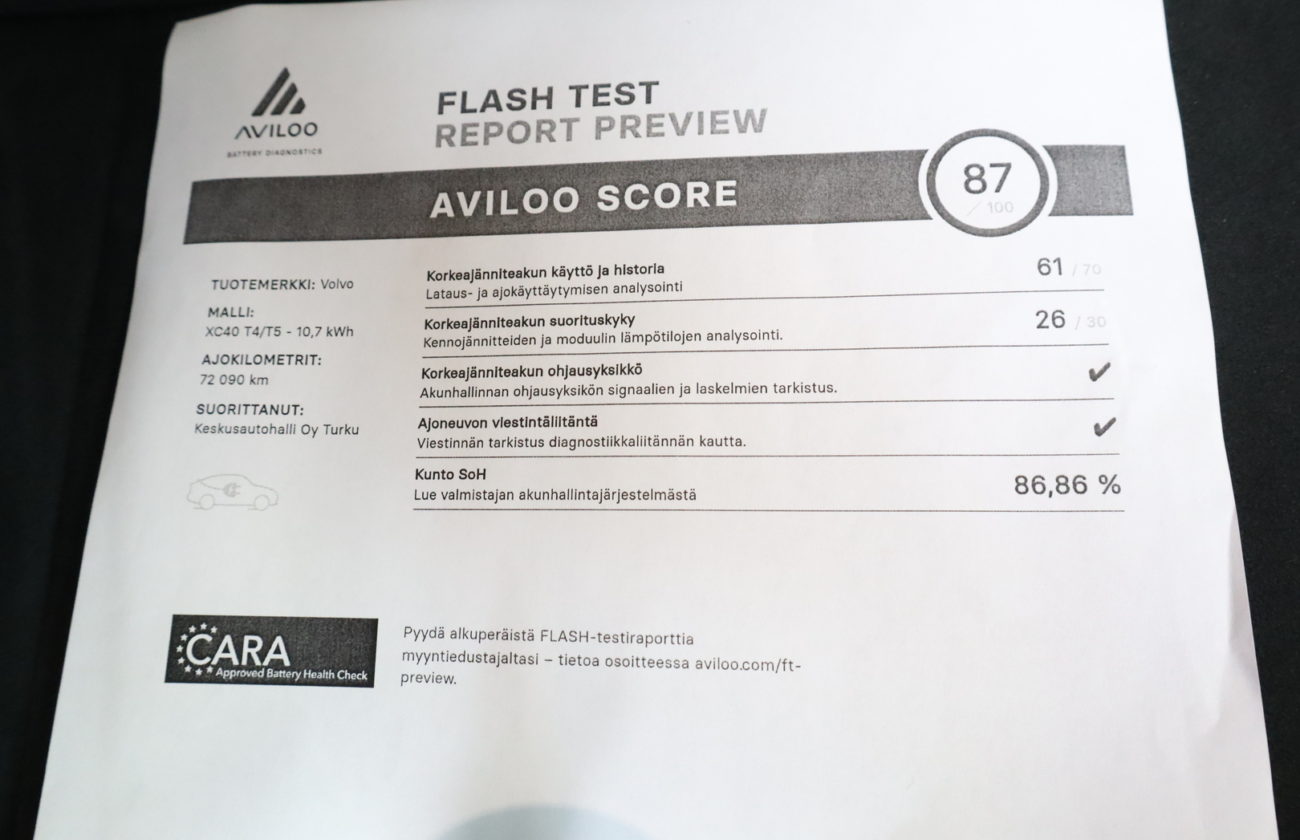 AVILOO
BATTERY DIAGNOSTICS
FLASH TEST
REPORT PREVIEW
AVILOO SCORE
87
/ 100
TUOTEMERKKI: Volvo
MALLI:
XC40 T4/T5 - 10,7 kWh
AJOKILOMETRIT:
72 090 km
SUORITTANUT:
Keskusautohalli Oy Turku
Korkeajänniteakun käyttö ja historia
61 / 70
Lataus- ja ajokäyttäytymisen analysointi
Korkeajänniteakun suorituskyky
26 / 30
Kennojännitteiden ja moduulin lämpötilojen analysointi.
Korkeajänniteakun ohjausyksikkö
✔
Akunhallinnan ohjausyksikön signaalien ja laskelmien tarkistus.
Ajoneuvon viestintäliitäntä
✔
Viestinnän tarkistus diagnostiikkaliitännän kautta.
Kunto SoH
86,86 %
Lue valmistajan akunhallintajärjestelmästä
CARA
Approved Battery Health Check
Pyydä alkuperäistä FLASH-testiraporttia
myyntiedustajaltasi – tietoa osoitteessa aviloo.com/ft-
preview.